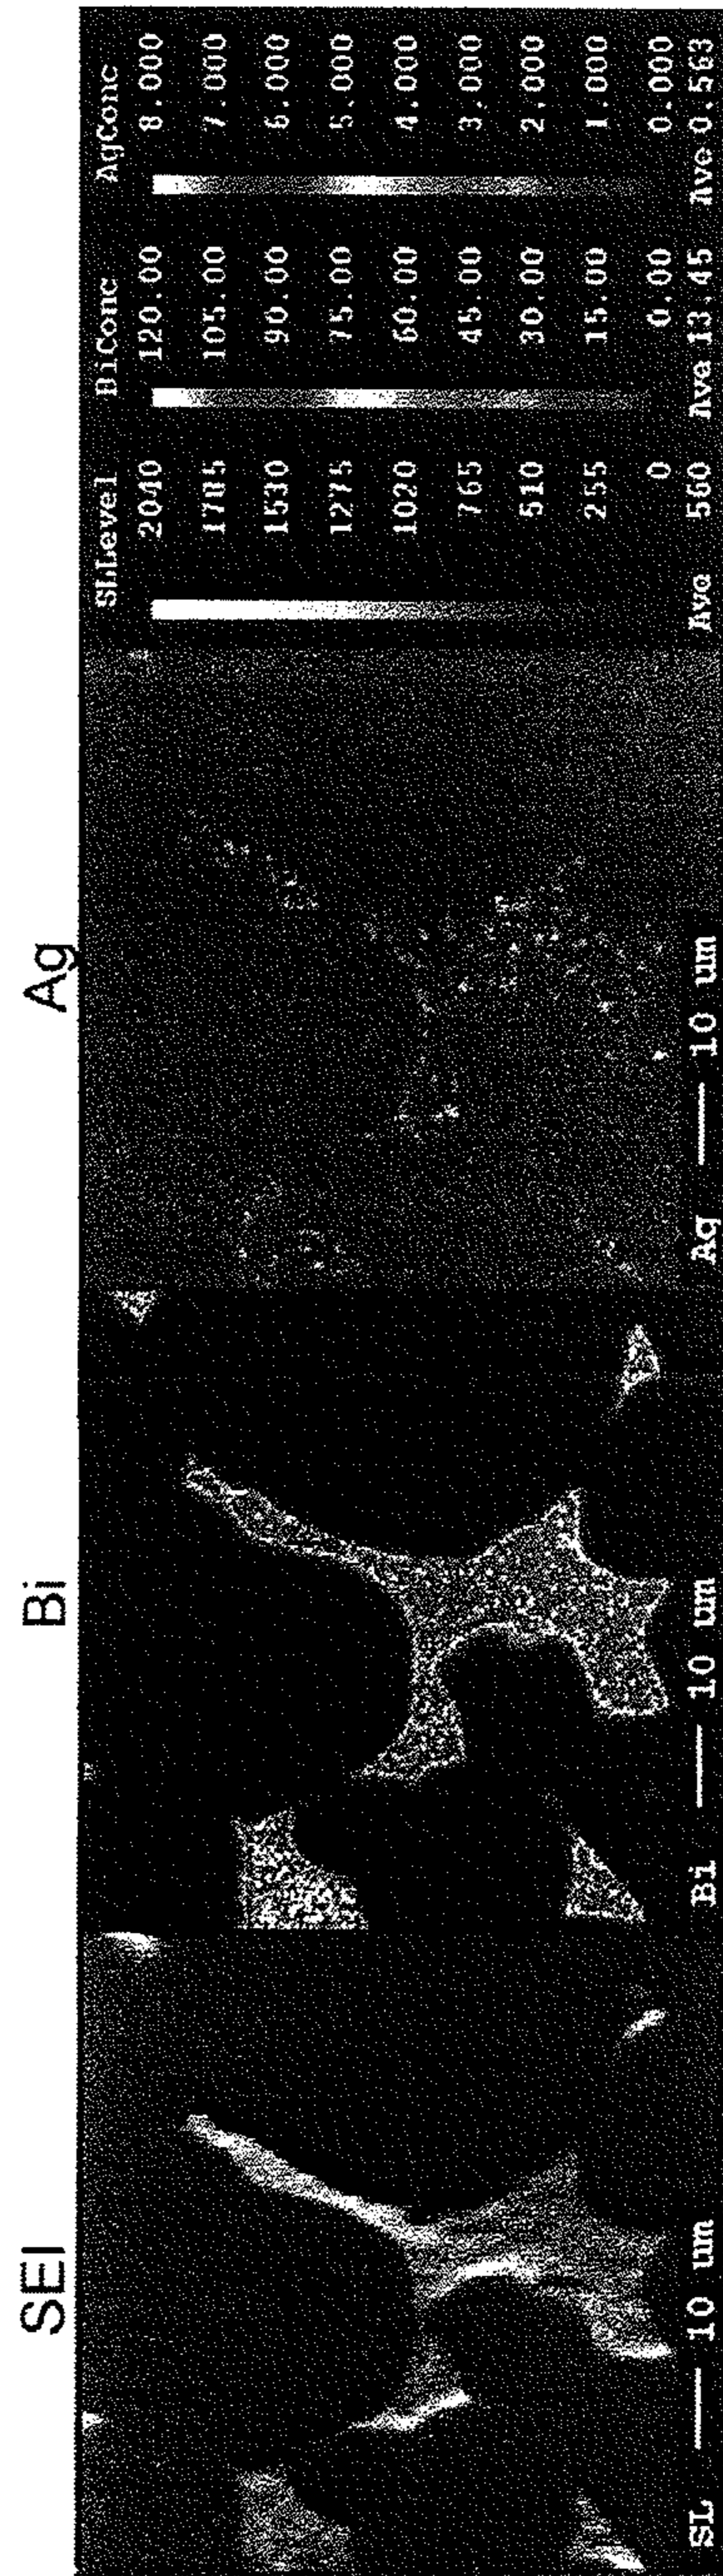 SEI Bi Ag
SLLevel BiConc AgConc
2040 120.00 8.000
1785 105.00 7.000
1530 90.00 6.000
1275 75.00 5.000
1020 60.00 4.000
765 45.00 3.000
510 30.00 2.000
255 15.00 1.000
0 0.00 0.000
SL 10 um Bi 10 um Ag 10 um Ave 560 Ave 13.45 Ave 0.563